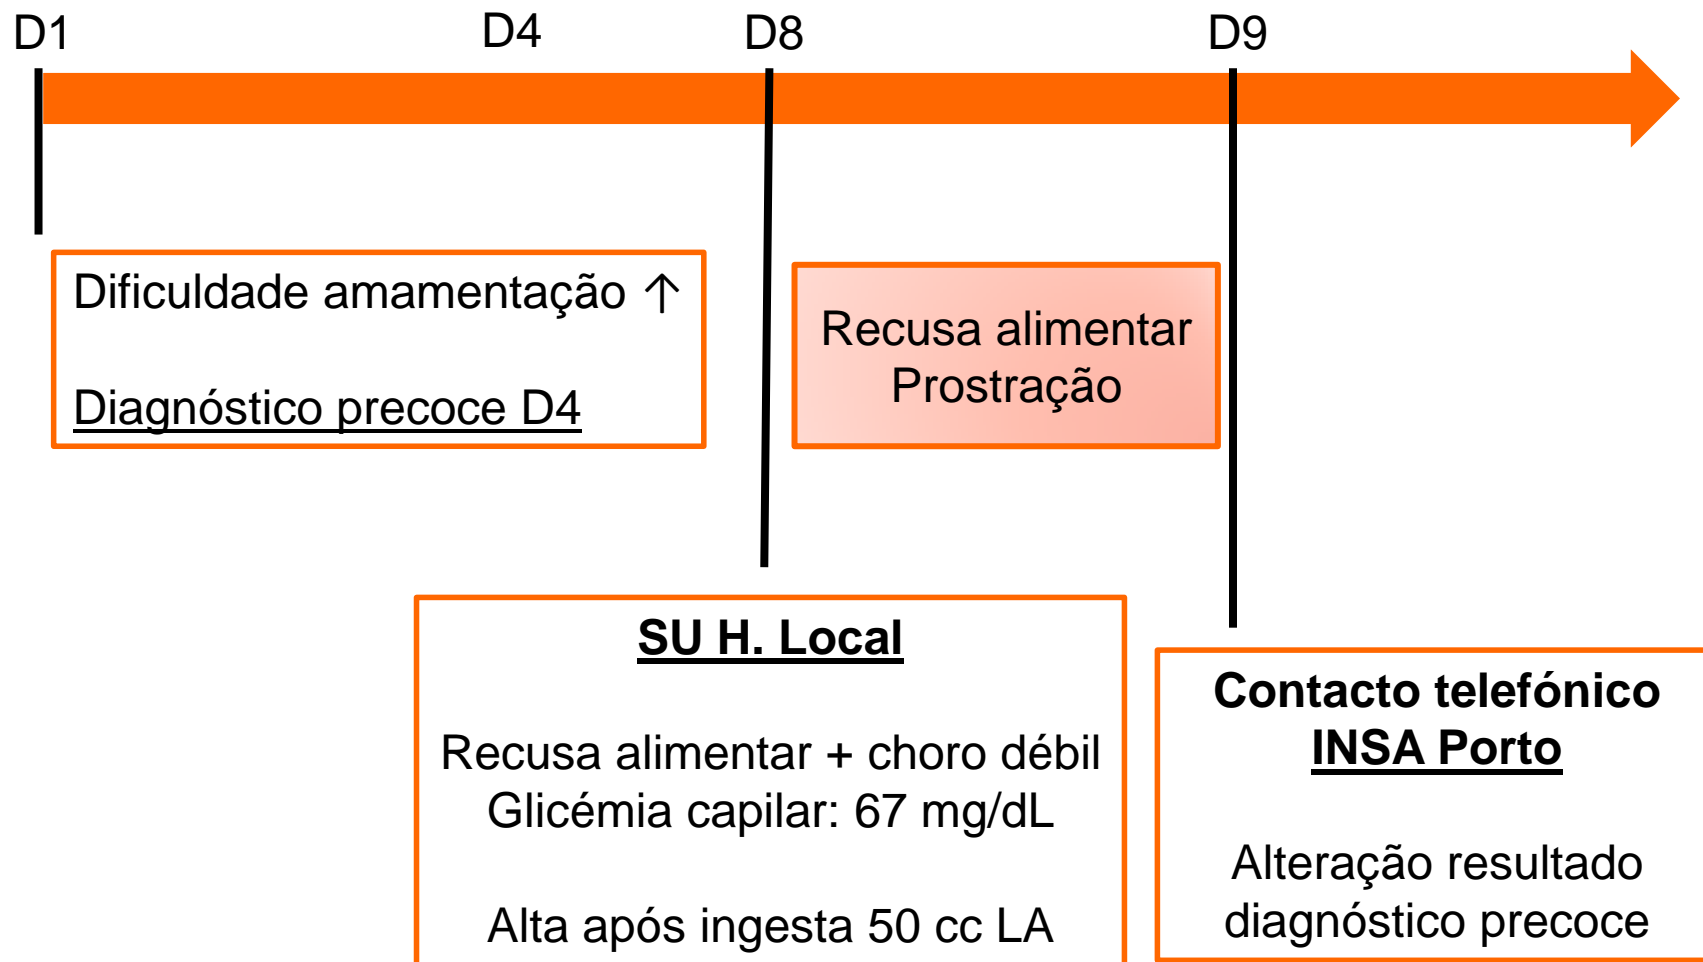 D1
D4
D8
D9
Dificuldade amamentação ↑
Diagnóstico precoce D4
Recusa alimentar
Prostração
SU H. Local
Recusa alimentar + choro débil
Glicémia capilar: 67 mg/dL
Alta após ingesta 50 cc LA
Contacto telefónico
INSA Porto
Alteração resultado
diagnóstico precoce